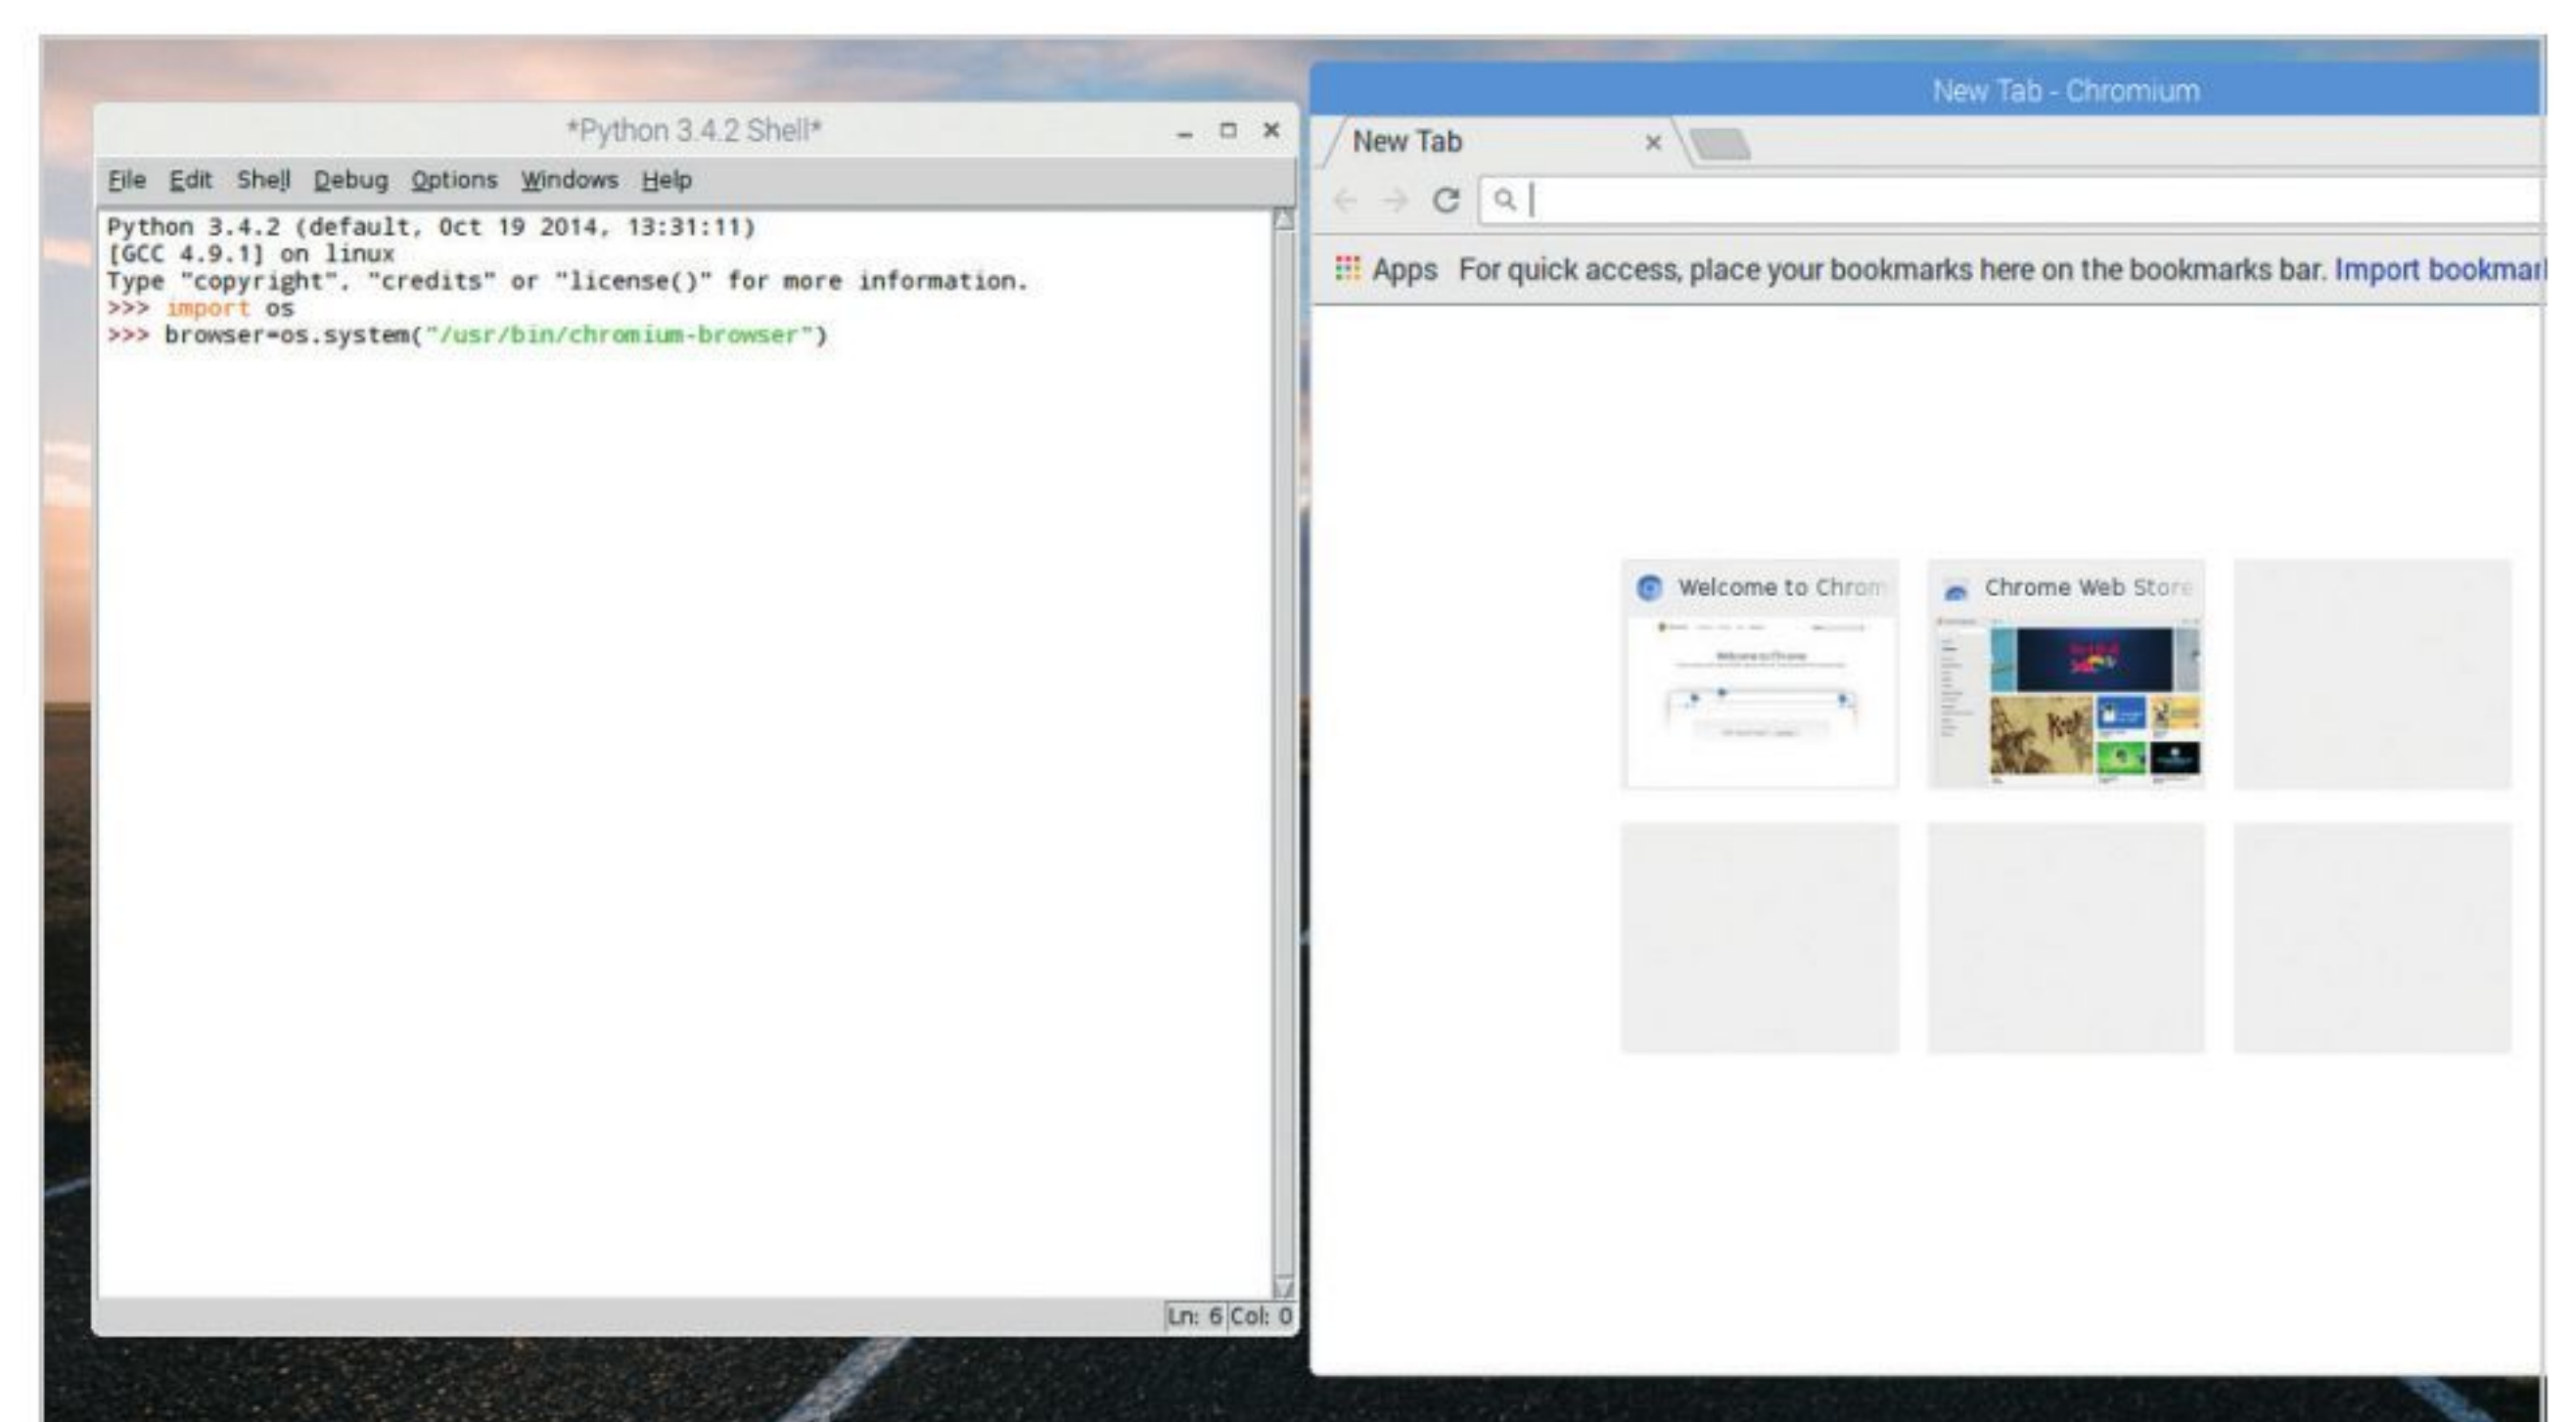 *Python 3.4.2 Shell*
File Edit Shell Debug Options Windows Help
Python 3.4.2 (default, Oct 19 2014, 13:31:11)
[GCC 4.9.1] on linux
Type "copyright", "credits" or "license()" for more information.
>>> import os
>>> browser=os.system("/usr/bin/chromium-browser")
Ln: 6 Col: 0
New Tab - Chromium
New Tab
Apps For quick access, place your bookmarks here on the bookmarks bar. Import bookmar
Welcome to Chrom
Chrome Web Store
Welcome to Chrome